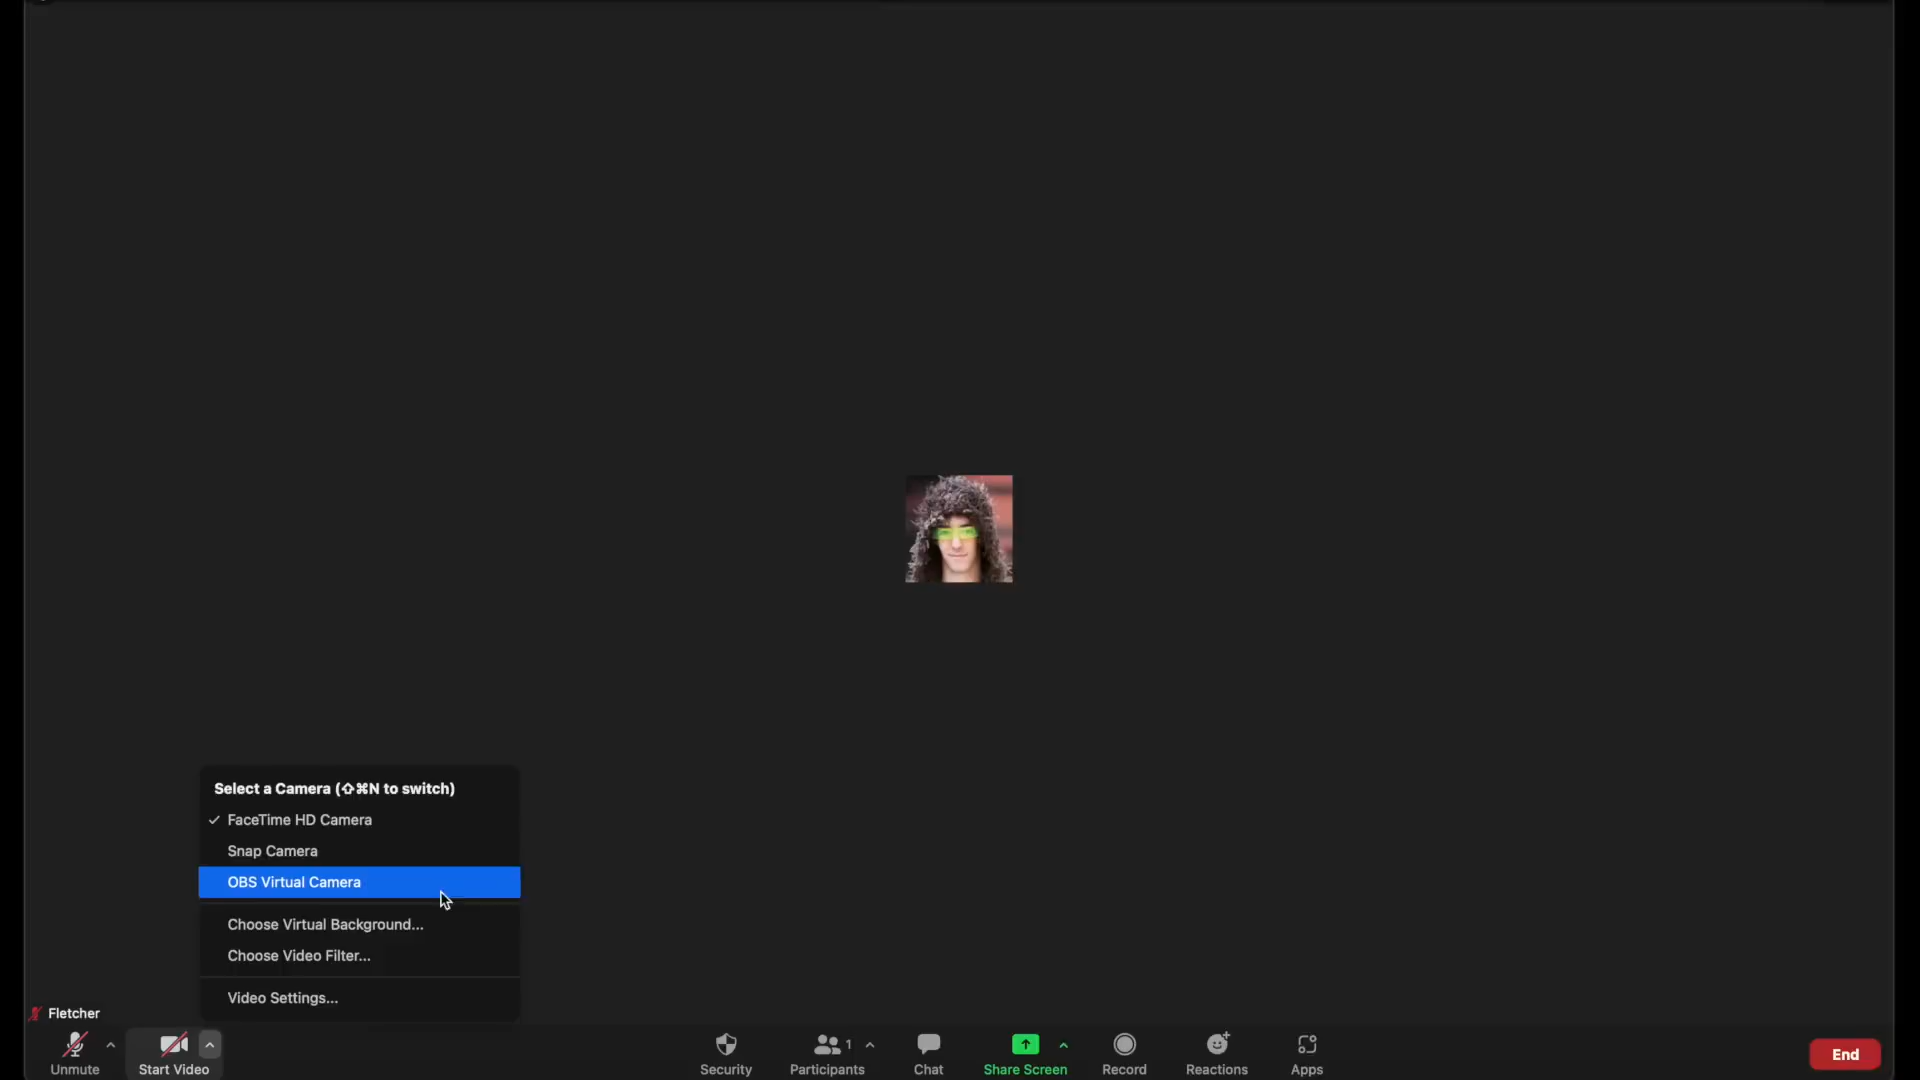 Select a Camera (⇧⌘N to switch)
✓ FaceTime HD Camera
Snap Camera
OBS Virtual Camera
Choose Virtual Background...
Choose Video Filter...
Video Settings...
Fletcher
Unmute
Start Video
Security
Participants 1
Chat
Share Screen
Record
Reactions
Apps
End